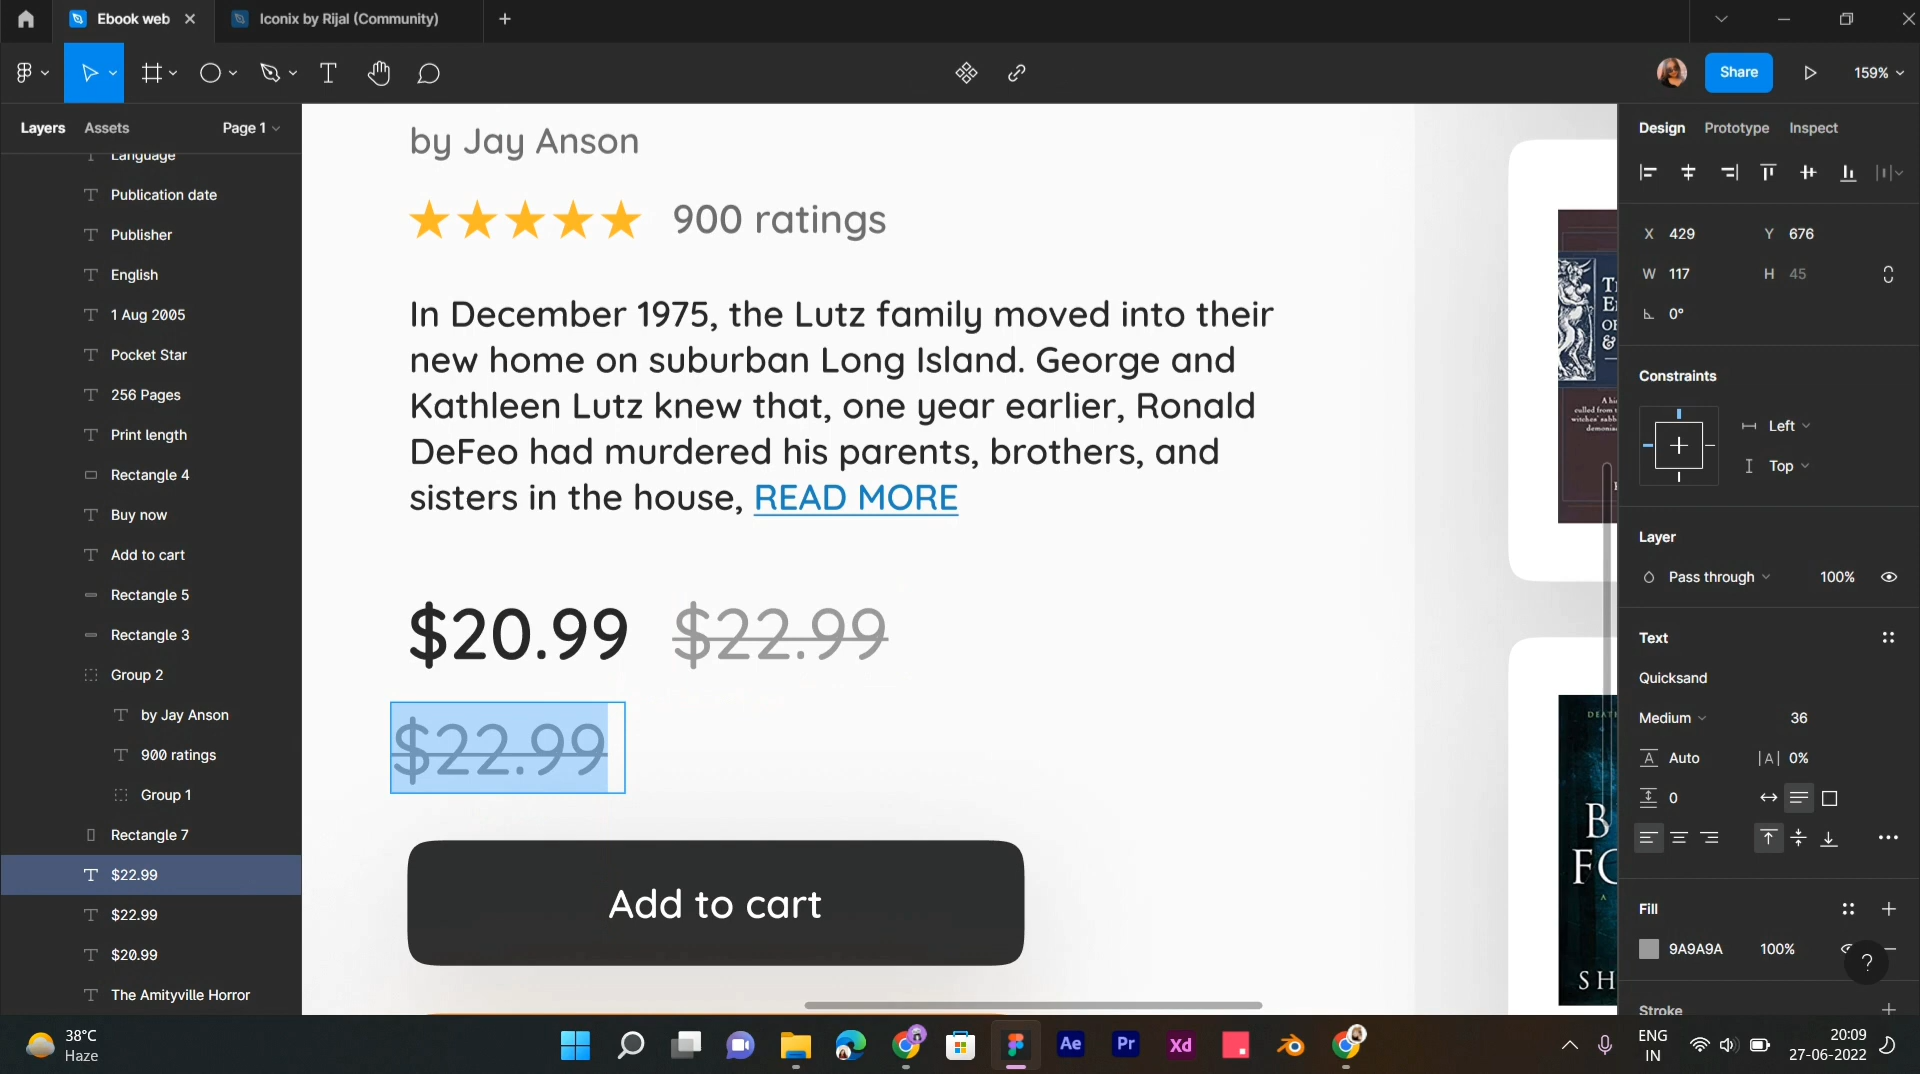 Ebook web
Iconix by Rijal (Community)
Share
159%
Layers
Assets
Page 1
Design
Prototype
Inspect
Language
Publication date
Publisher
English
1 Aug 2005
Pocket Star
256 Pages
Print length
Rectangle 4
Buy now
Add to cart
Rectangle 5
Rectangle 3
Group 2
by Jay Anson
900 ratings
Group 1
Rectangle 7
$22.99
$22.99
$20.99
The Amityville Horror
by Jay Anson
900 ratings
In December 1975, the Lutz family moved into their
new home on suburban Long Island. George and
Kathleen Lutz knew that, one year earlier, Ronald
DeFeo had murdered his parents, brothers, and
sisters in the house, READ MORE
$20.99 $22.99
$22.99
Add to cart
X 429 Y 676
W 117 H 45
0°
Constraints
Left
Top
Layer
Pass through 100%
Text
Quicksand
Medium 36
A Auto |A| 0%
0
Fill
9A9A9A 100%
?
Stroke
38°C
Haze
Ae
Pr
Xd
ENG
IN
20:09
27-06-2022